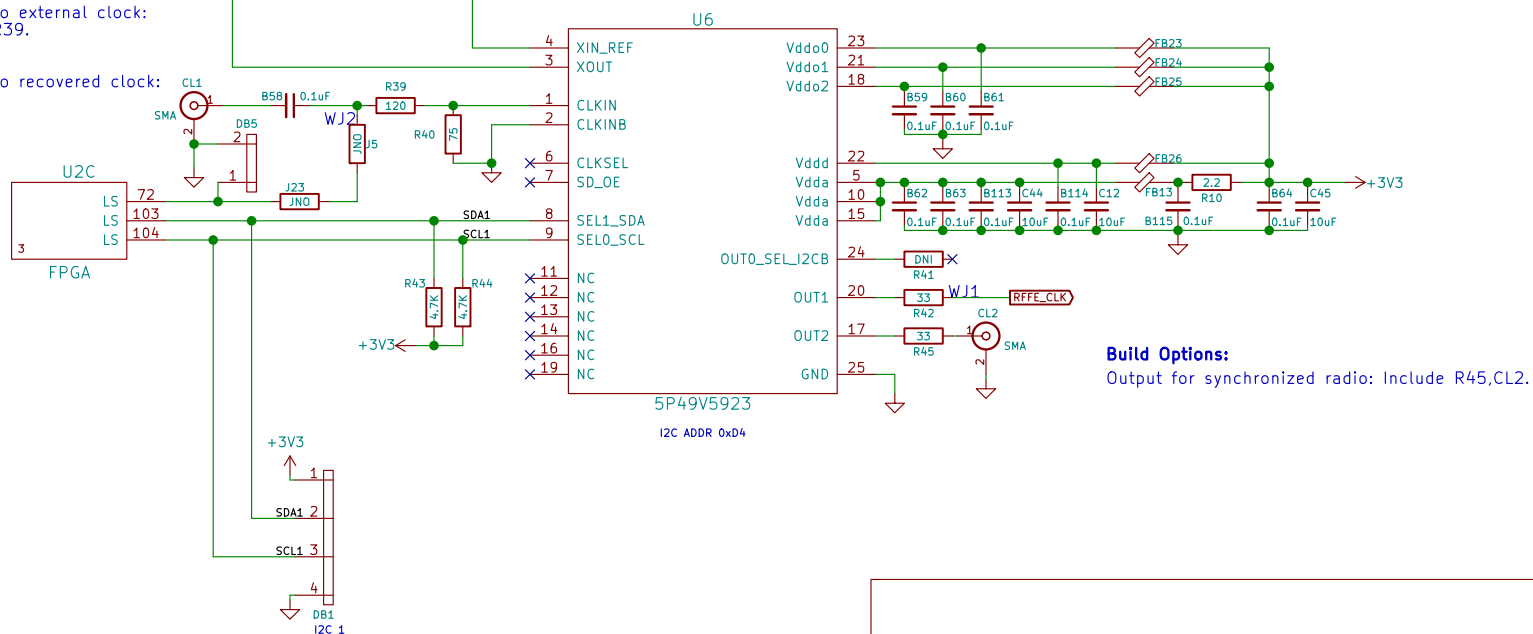 o external clock:
R39.
o recovered clock:
CL1
1
SMA
2
B58
0.1uF
R39
120
WJ2
JNO
J5
R40
75
DB5
2
1
U2C
LS
72
LS
103
LS
104
3
FPGA
J23
JNO
SDA1
SCL1
R43
4.7K
R44
4.7K
+3V3
+3V3
1
SDA1
2
SCL1
3
4
DB1
I2C 1
U6
4
XIN_REF
3
XOUT
1
CLKIN
2
CLKINB
6
CLKSEL
7
SD_OE
8
SEL1_SDA
9
SEL0_SCL
11
NC
12
NC
13
NC
14
NC
16
NC
19
NC
Vddo0
23
Vddo1
21
Vddo2
18
Vddd
22
Vdda
5
Vdda
10
Vdda
15
OUT0_SEL_I2CB
24
OUT1
20
OUT2
17
GND
25
5P49V5923
I2C ADDR 0xD4
FB23
FB24
FB25
B59
0.1uF
B60
0.1uF
B61
0.1uF
FB26
FB13
2.2
R10
+3V3
B62
0.1uF
B63
0.1uF
B113
0.1uF
C44
10uF
B114
0.1uF
C12
10uF
B115
0.1uF
B64
0.1uF
C45
10uF
DNI
R41
33
R42
WJ1
RFFE_CLK
33
R45
CL2
1
SMA
2
Build Options:
Output for synchronized radio: Include R45,CL2.